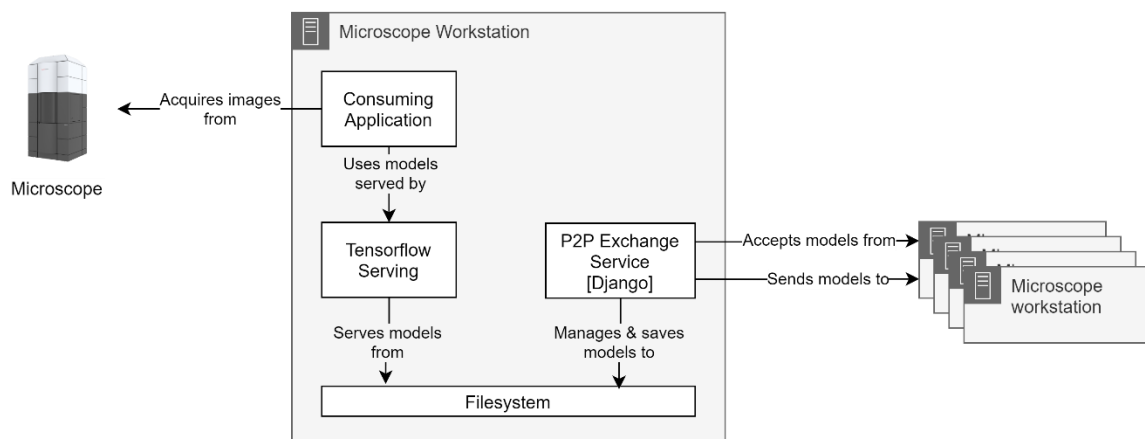 Microscope Workstation
Acquires images
from
Consuming
Application
Microscope
Uses models
served by
Tensorflow
Serving
P2P Exchange
Service
[Django]
Accepts models from
Sends models to
Microscope
workstation
Serves models
from
Manages & saves
models to
Filesystem